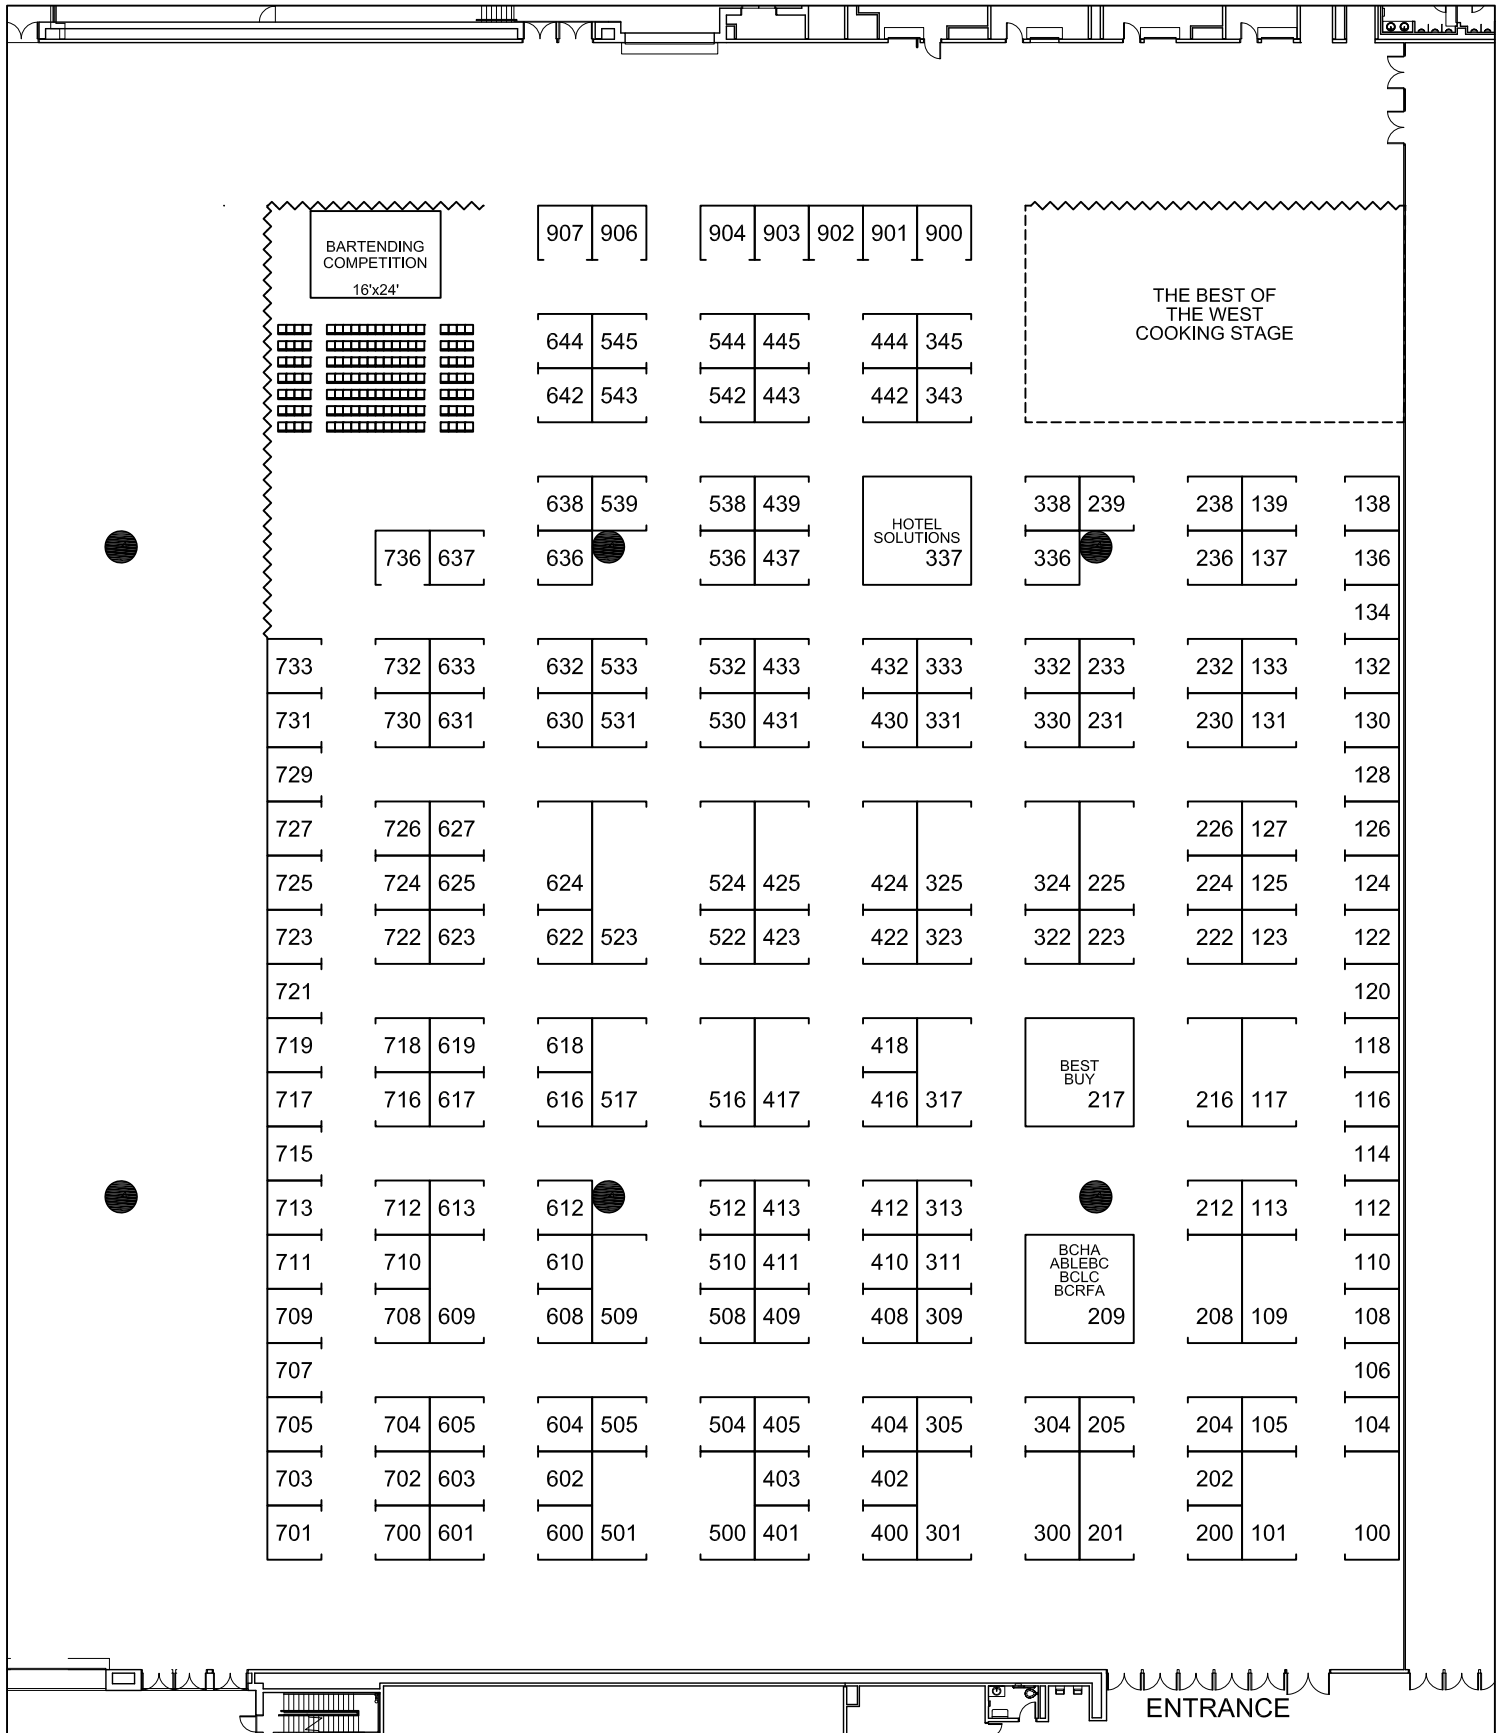 907 906 904 903 902 901 900
BARTENDING
COMPETITION
16'x24'
THE BEST OF
THE WEST
COOKING STAGE
644 545 544 445 444 345
642 543 542 443 442 343
638 539 538 439 338 239 238 139 138
HOTEL
SOLUTIONS
736 637 636 536 437 337 336 236 137 136
134
733 732 633 632 533 532 433 432 333 332 233 232 133 132
731 730 631 630 531 530 431 430 331 330 231 230 131 130
729 128
727 726 627 226 127 126
725 724 625 624 524 425 424 325 324 225 224 125 124
723 722 623 622 523 522 423 422 323 322 223 222 123 122
721 120
719 718 619 618 418 118
BEST
BUY
717 716 617 616 517 516 417 416 317 217 216 117 116
715 114
713 712 613 612 512 413 412 313 212 113 112
711 710 610 510 411 410 311 110
BCHA
ABLEBC
BCLC
BCRFA
709 708 609 608 509 508 409 408 309 209 208 109 108
707 106
705 704 605 604 505 504 405 404 305 304 205 204 105 104
703 702 603 602 403 402 202
701 700 601 600 501 500 401 400 301 300 201 200 101 100
ENTRANCE